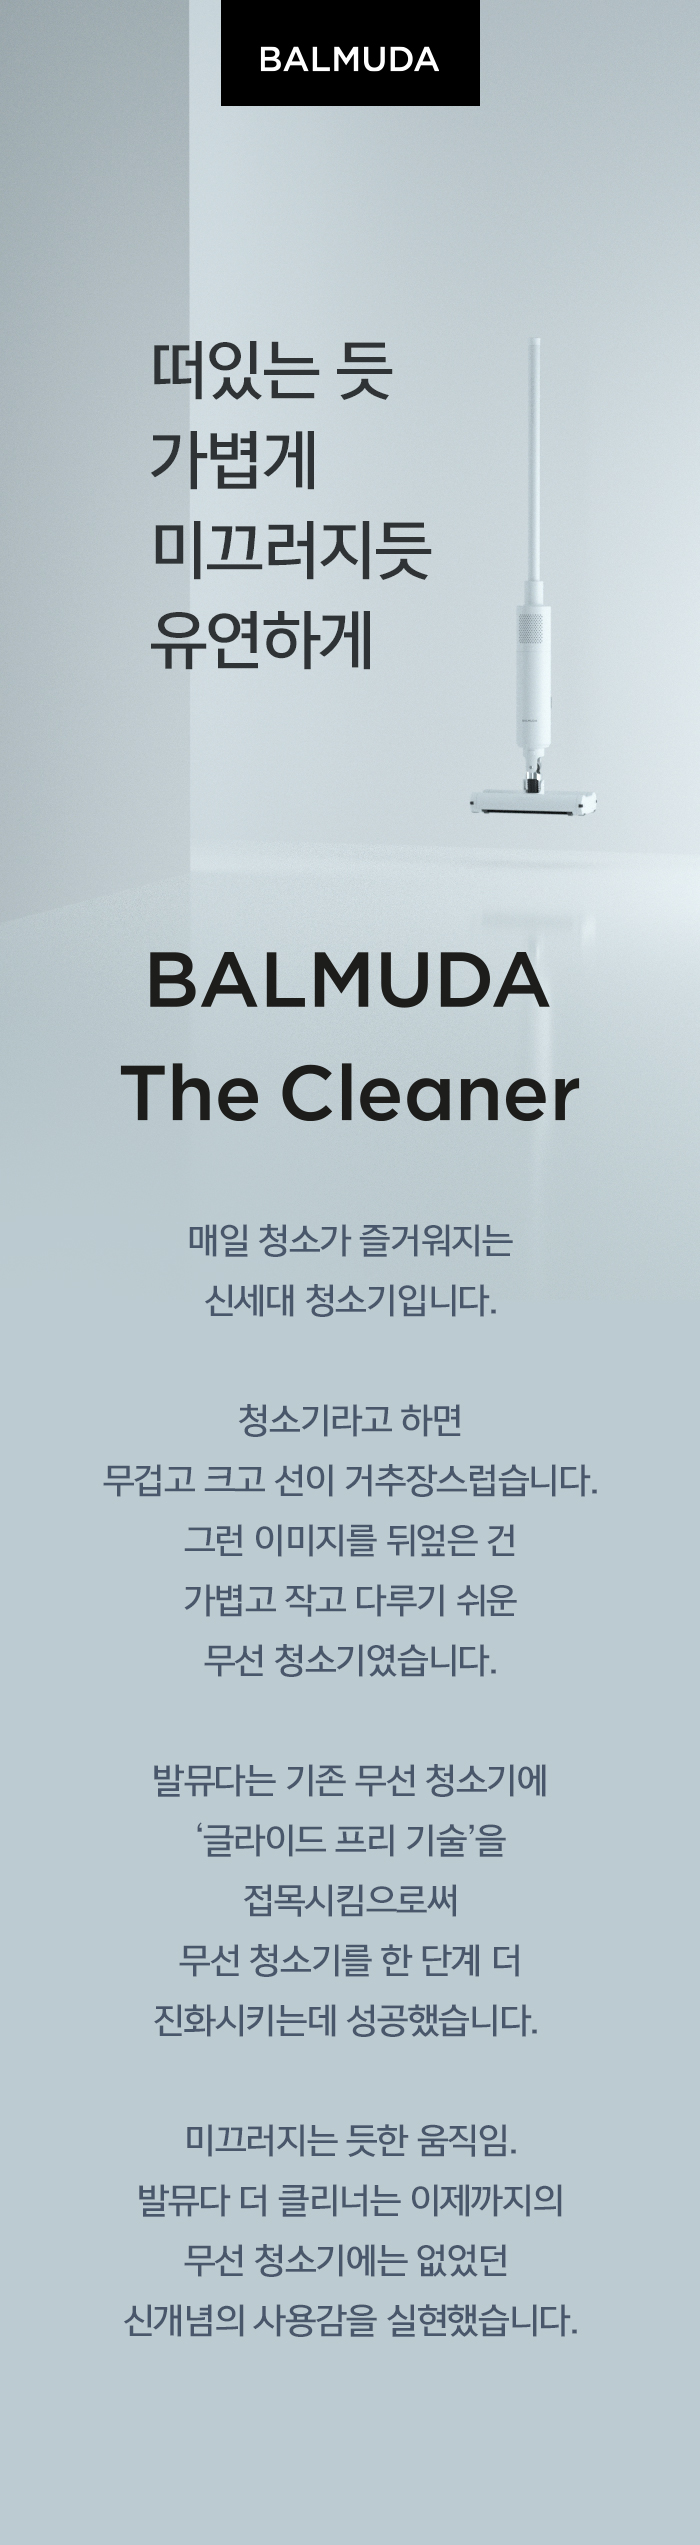 BALMUDA
떠있는 듯
가볍게
미끄러지듯
유연하게
BALMUDA
The Cleaner
매일 청소가 즐거워지는
신세대 청소기입니다.
청소기라고 하면
무겁고 크고 선이 거추장스럽습니다.
그런 이미지를 뒤엎은 건
가볍고 작고 다루기 쉬운
무선 청소기였습니다.
발뮤다는 기존 무선 청소기에
‘글라이드 프리 기술’을
접목시킴으로써
무선 청소기를 한 단계 더
진화시키는데 성공했습니다.
미끄러지는 듯한 움직임.
발뮤다 더 클리너는 이제까지의
무선 청소기에는 없었던
신개념의 사용감을 실현했습니다.